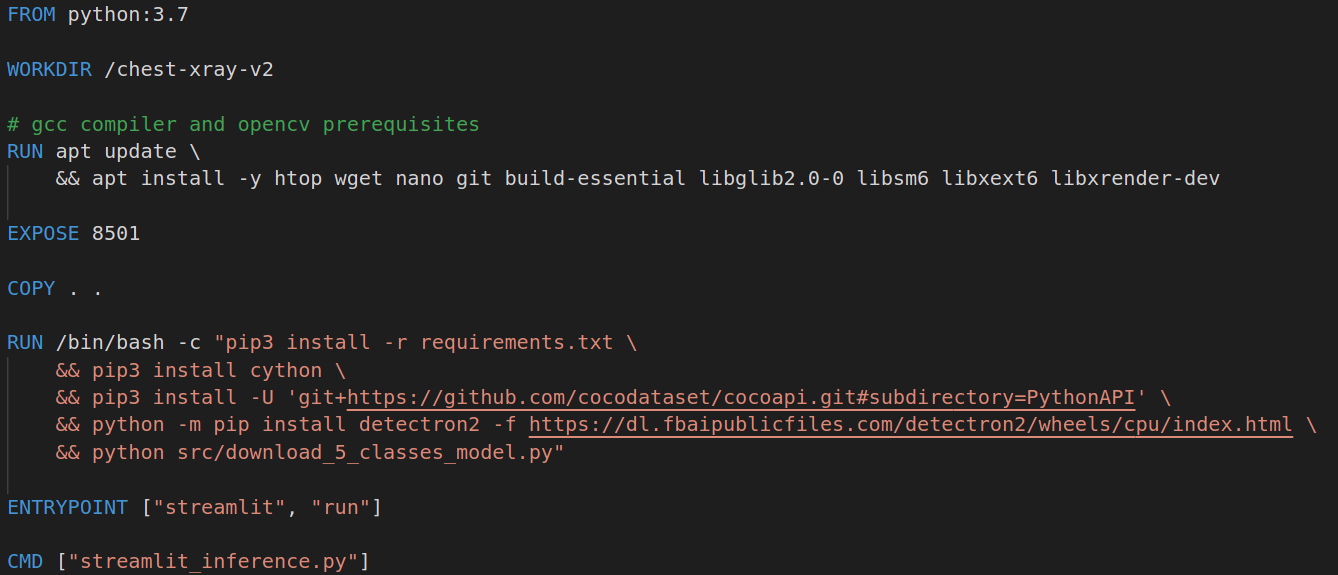 FROM python:3.7
WORKDIR /chest-xray-v2
# gcc compiler and opencv prerequisites
RUN apt update \
&& apt install -y htop wget nano git build-essential libglib2.0-0 libsm6 libxext6 libxrender-dev
EXPOSE 8501
COPY . .
RUN /bin/bash -c "pip3 install -r requirements.txt \
&& pip3 install cython \
&& pip3 install -U 'git+https://github.com/cocodataset/cocoapi.git#subdirectory=PythonAPI' \
&& python -m pip install detectron2 -f https://dl.fbaipublicfiles.com/detectron2/wheels/cpu/index.html \
&& python src/download_5_classes_model.py"
ENTRYPOINT ["streamlit", "run"]
CMD ["streamlit_inference.py"]